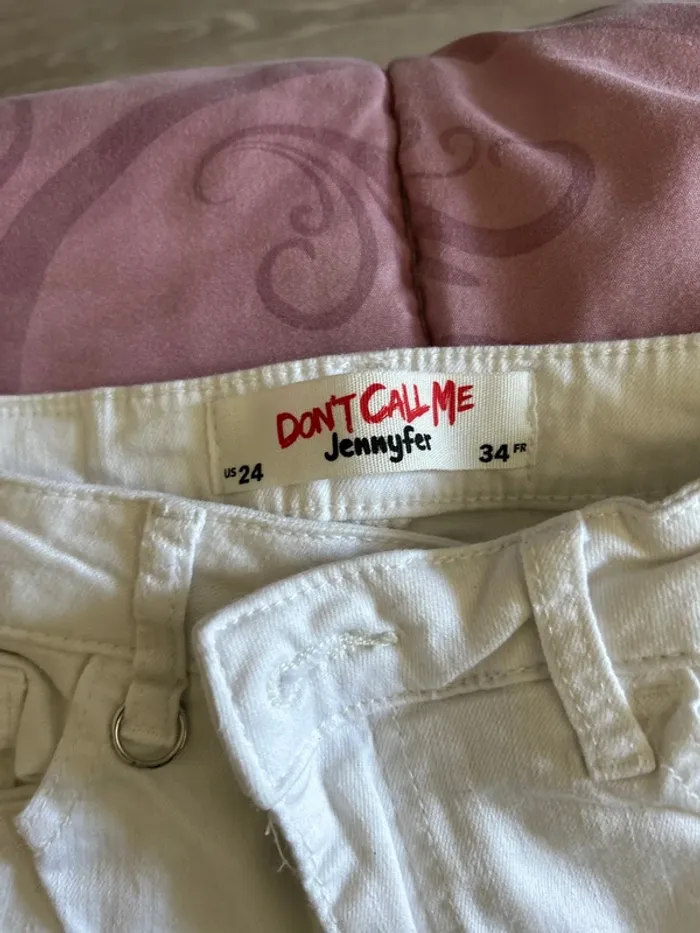 DON'T CALL ME
Jennyfer
US 24
34 FR